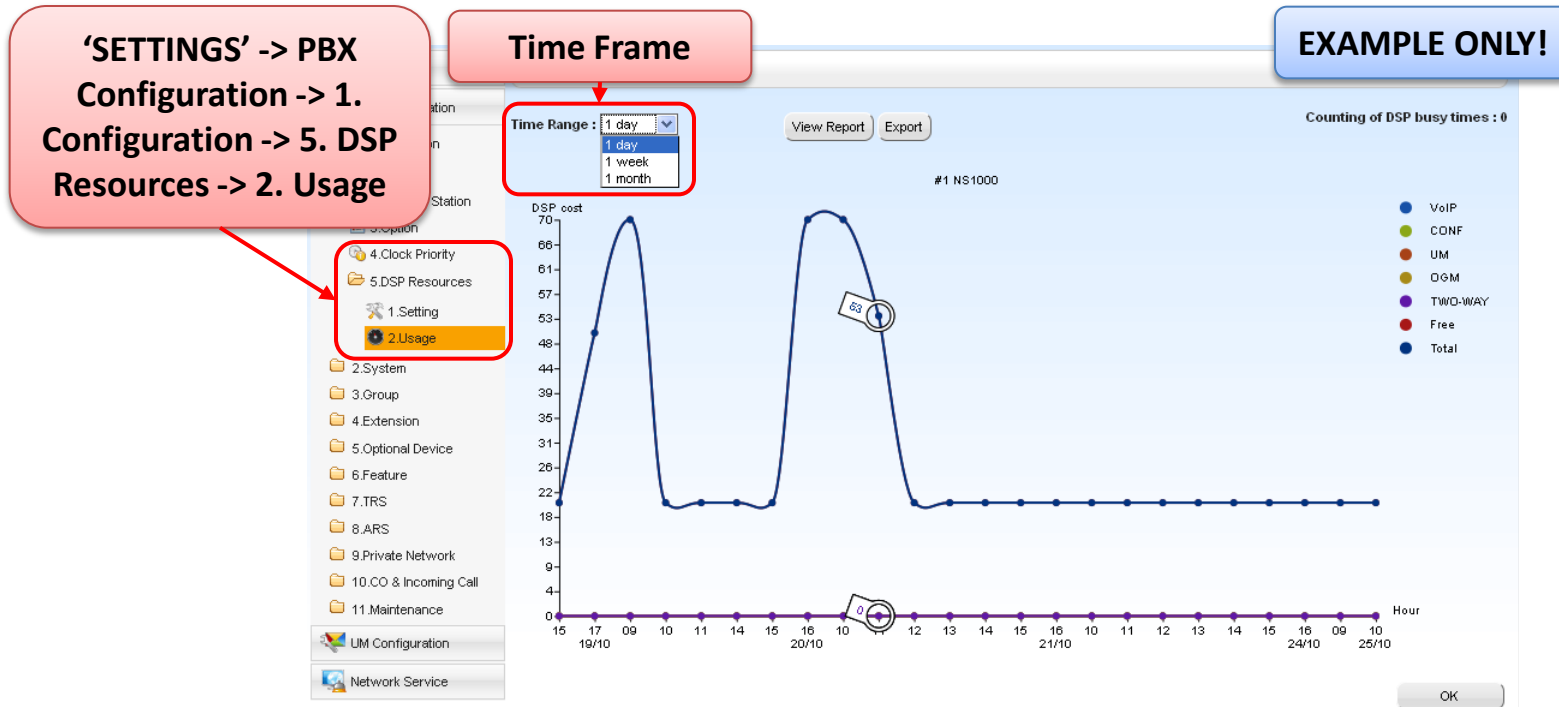 ‘SETTINGS’ -> PBX
Configuration -> 1.
Configuration -> 5. DSP
Resources -> 2. Usage
Time Frame
EXAMPLE ONLY!
Time Range : 1 day
1 day
1 week
1 month
View Report
Export
Counting of DSP busy times : 0
#1 NS1000
Station
4.Clock Priority
5.DSP Resources
1.Setting
2.Usage
2.System
3.Group
4.Extension
5.Optional Device
6.Feature
7.TRS
8.ARS
9.Private Network
10.CO & Incoming Call
11.Maintenance
UM Configuration
Network Service
DSP cost
70
66
61
57
53
48
44
39
35
31
26
22
18
13
9
4
0
53
0
15 17 09 10 11 14 15 16 10 12 13 14 15 16 10 11 12 13 14 15 16 09 10
19/10 20/10 21/10 24/10 25/10
Hour
VoIP
CONF
UM
OGM
TWO-WAY
Free
Total
OK